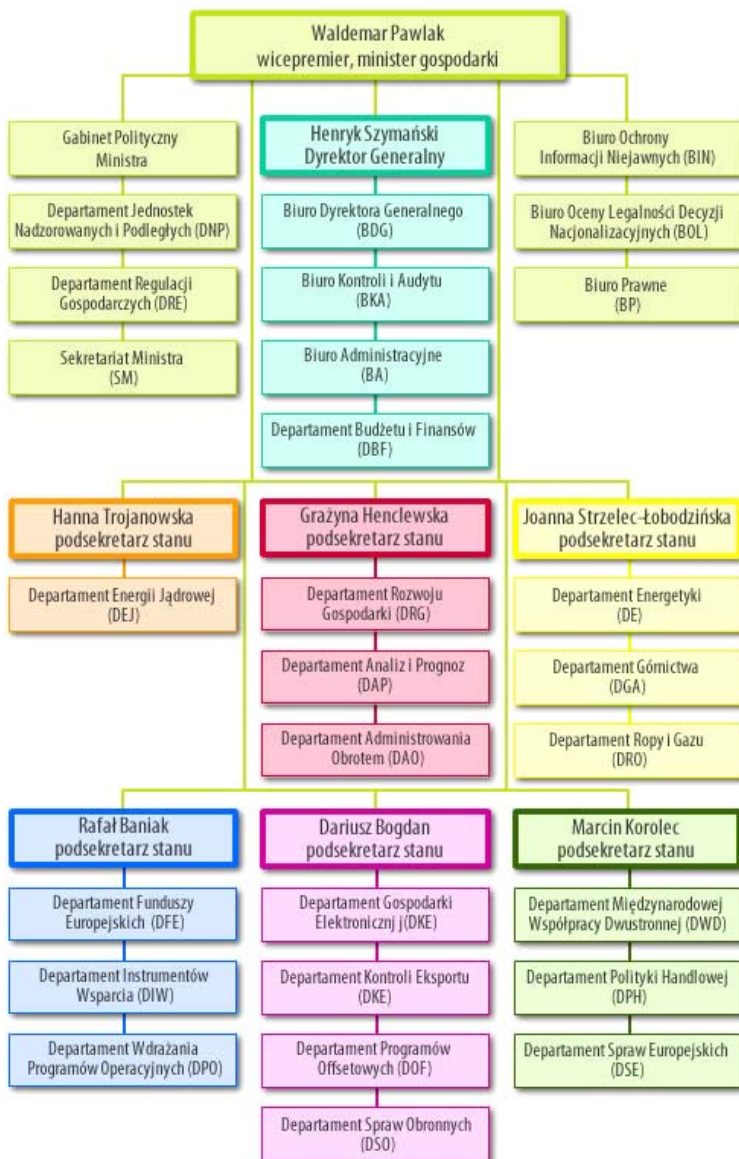 Waldemar Pawlak
wicepremier, minister gospodarki
Gabinet Polityczny
Ministra
Departament Jednostek
Nadzorowanych i Podległych (DNP)
Departament Regulacji
Gospodarczych (DRE)
Sekretariat Ministra
(SM)
Henryk Szymański
Dyrektor Generalny
Biuro Dyrektora Generalnego
(BDG)
Biuro Kontroli i Audytu
(BKA)
Biuro Administracyjne
(BA)
Departament Budżetu i Finansów
(DBF)
Biuro Ochrony
Informacji Niejawnych (BIN)
Biuro Oceny Legalności Decyzji
Nacjonalizacyjnych (BOL)
Biuro Prawne
(BP)
Hanna Trojanowska
podsekretarz stanu
Departament Energii Jądrowej
(DEJ)
Grażyna Henclewska
podsekretarz stanu
Departament Rozwoju
Gospodarki (DRG)
Departament Analiz i Prognoz
(DAP)
Departament Administrowania
Obrotem (DAO)
Joanna Strzelec-Łobodzińska
podsekretarz stanu
Departament Energetyki
(DE)
Departament Górnictwa
(DGA)
Departament Ropy i Gazu
(DRO)
Rafał Baniak
podsekretarz stanu
Departament Funduszy
Europejskich (DFE)
Departament Instrumentów
Wsparcia (DIW)
Departament Wdrażania
Programów Operacyjnych (DPO)
Dariusz Bogdan
podsekretarz stanu
Departament Gospodarki
Elektronicznj j(DKE)
Departament Kontroli Eksportu
(DKE)
Departament Programów
Offsetowych (DOF)
Departament Spraw Obronnych
(DSO)
Marcin Korolec
podsekretarz stanu
Departament Międzynarodowej
Współpracy Dwustronnej (DWD)
Departament Polityki Handlowej
(DPH)
Departament Spraw Europejskich
(DSE)